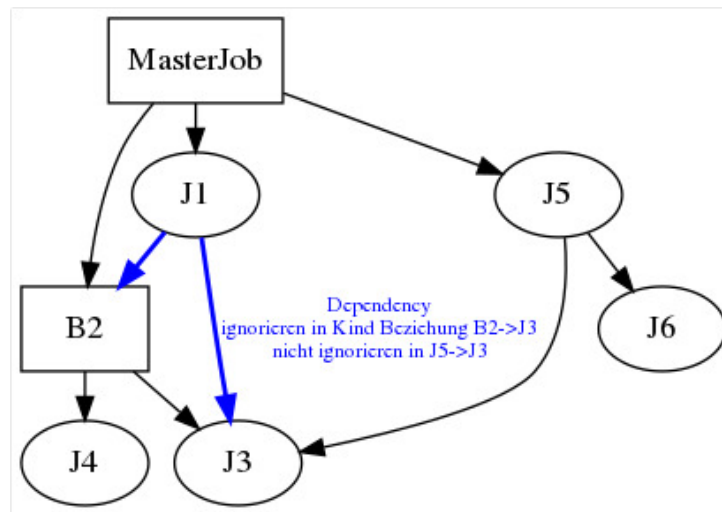 MasterJob
J1
J5
Dependency
ignorieren in Kind Beziehung B2->J3
nicht ignorieren in J5->J3
B2
J6
J4
J3